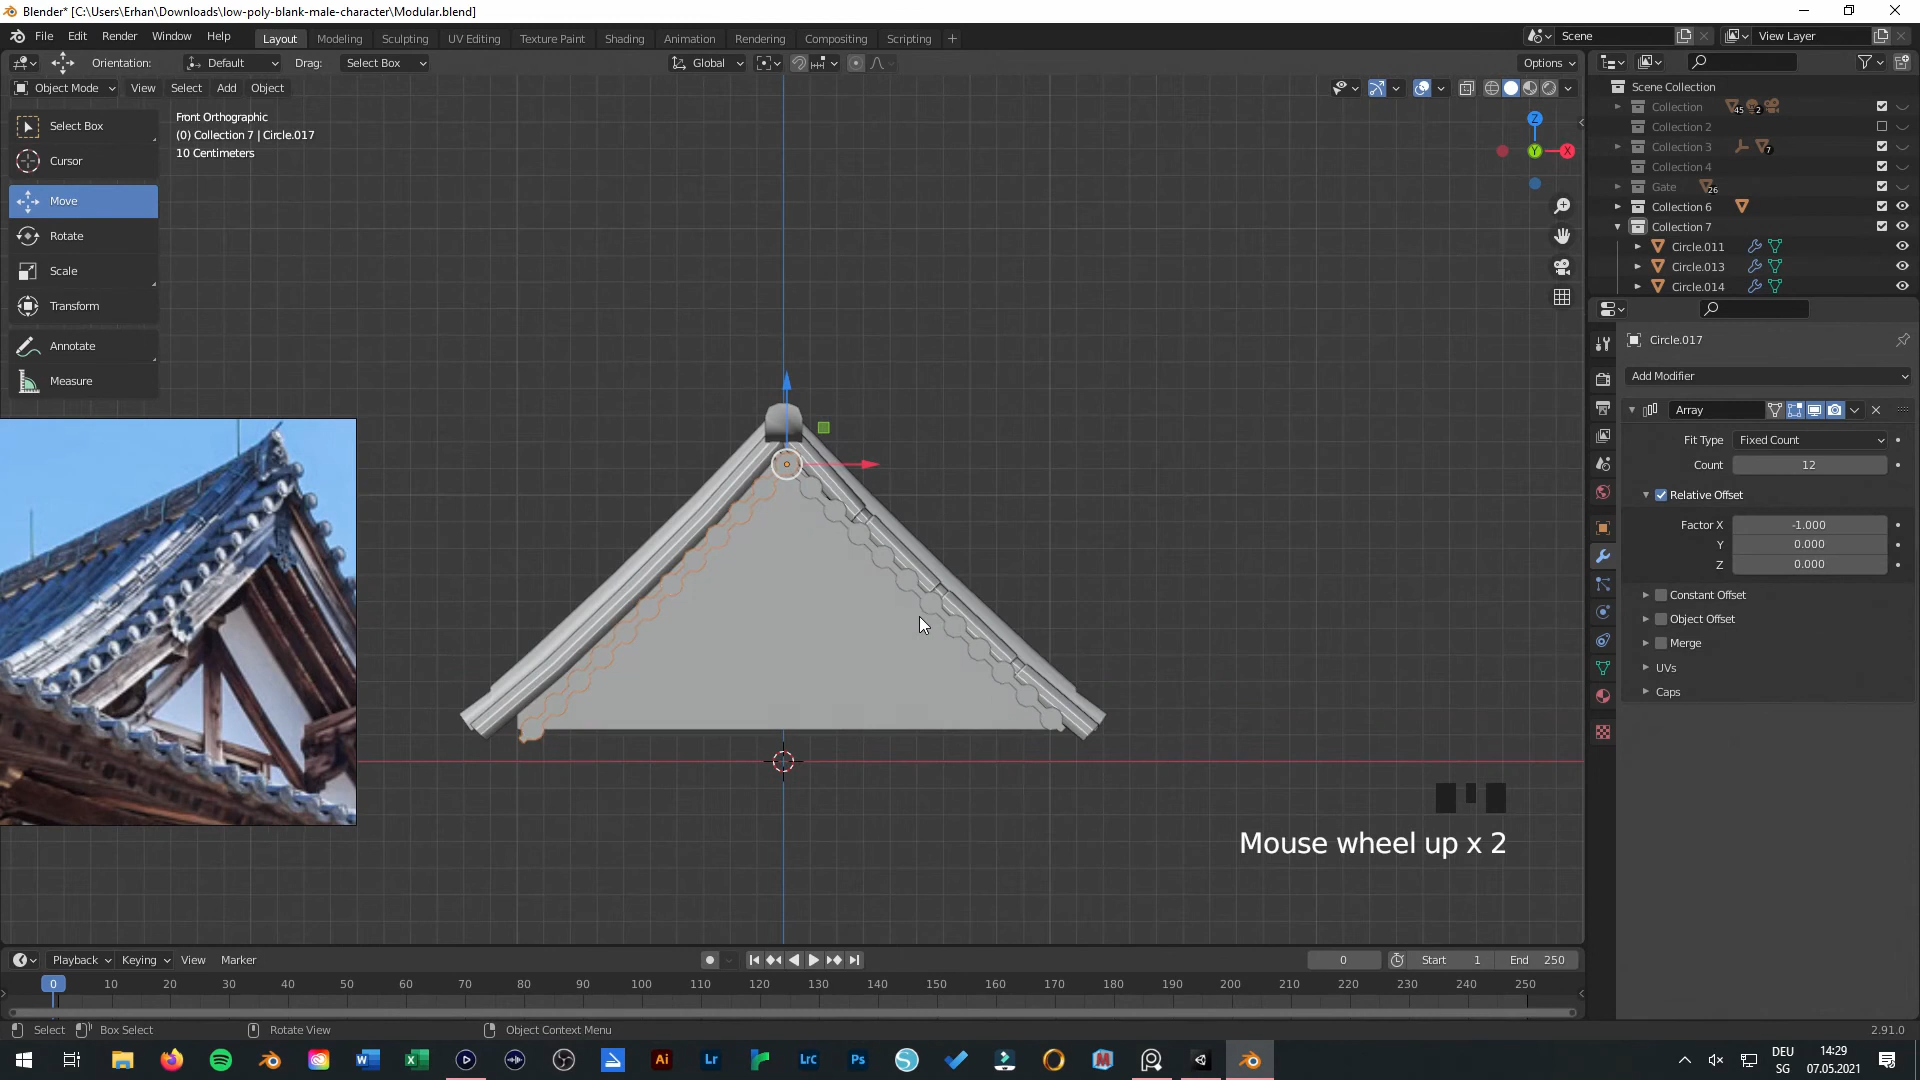 Blender* [C:\Users\Erhan\Downloads\low-poly-blank-male-character\Modular.blend]
File Edit Render Window Help
Layout Modeling Sculpting UV Editing Texture Paint Shading Animation Rendering Compositing Scripting +
Scene View Layer
Orientation: Default Drag: Select Box Global Options
Object Mode View Select Add Object
Select Box
Cursor
Move
Rotate
Scale
Transform
Annotate
Measure
Front Orthographic
(0) Collection 7 | Circle.017
10 Centimeters
Z
Y
X
Mouse wheel up x 2
Scene Collection
Collection 45 2
Collection 2
Collection 3 7
Collection 4
Gate 26
Collection 6
Collection 7
Circle.011
Circle.013
Circle.014
Circle.017
Add Modifier
Array
Fit Type Fixed Count
Count 12
Relative Offset
Factor X -1.000
Y 0.000
Z 0.000
Constant Offset
Object Offset
Merge
UVs
Caps
Playback Keying View Marker 0 Start 1 End 250
0 10 20 30 40 50 60 70 80 90 100 110 120 130 140 150 160 170 180 190 200 210 220 230 240 250
Select Box Select Rotate View Object Context Menu 2.91.0
Ai Lr LrC Ps
DEU 14:29
SG 07.05.2021